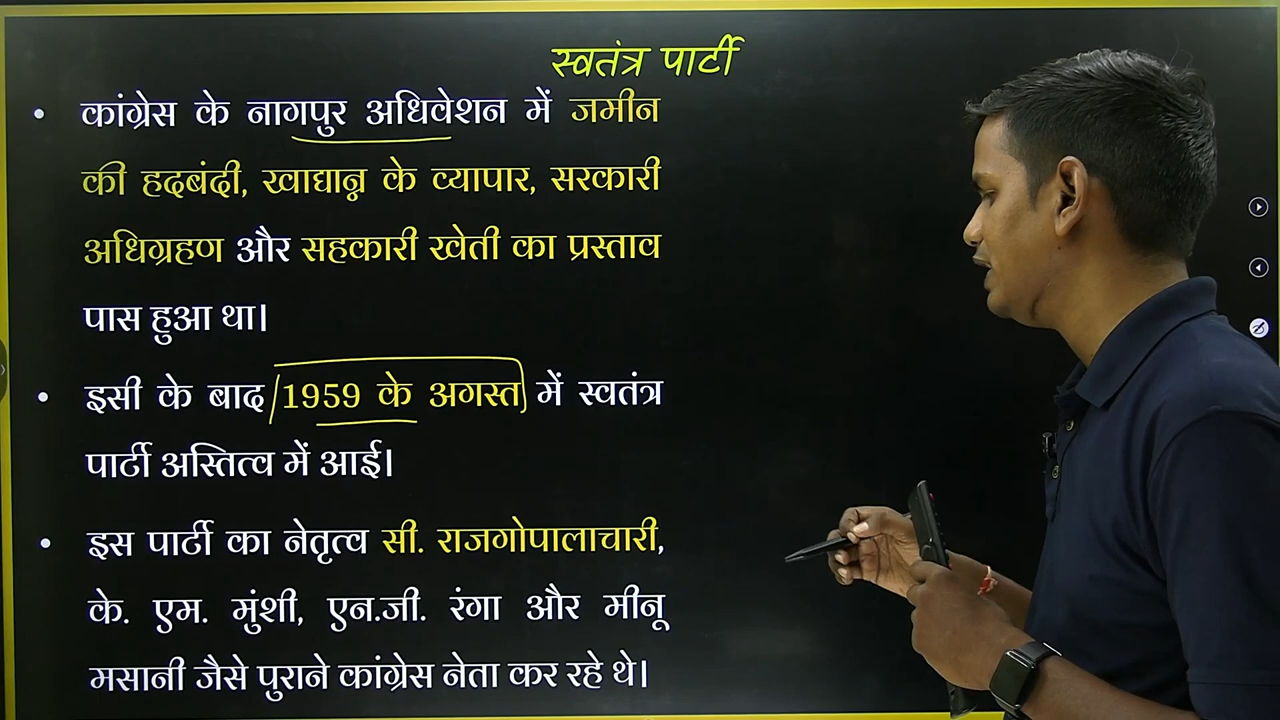 स्वतंत्र पार्टी
• कांग्रेस के नागपुर अधिवेशन में जमीन
की हदबंदी, खाद्यान्न के व्यापार, सरकारी
अधिग्रहण और सहकारी खेती का प्रस्ताव
पास हुआ था।
• इसी के बाद 1959 के अगस्त में स्वतंत्र
पार्टी अस्तित्व में आई।
• इस पार्टी का नेतृत्व सी. राजगोपालाचारी,
के. एम. मुंशी, एन.जी. रंगा और मीनू
मसानी जैसे पुराने कांग्रेस नेता कर रहे थे।